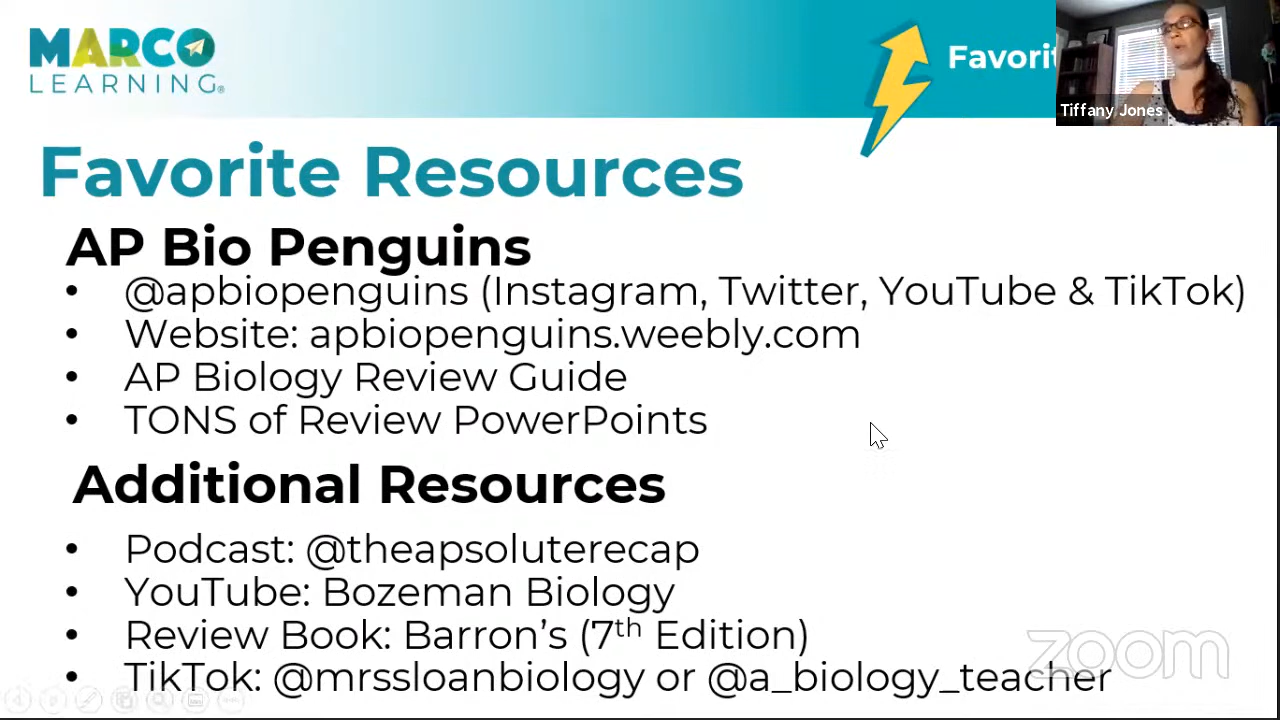 MARCO
LEARNING®
Tiffany Jones
Favorite Resources
AP Bio Penguins
• @apbiopenguins (Instagram, Twitter, YouTube & TikTok)
• Website: apbiopenguins.weebly.com
• AP Biology Review Guide
• TONS of Review PowerPoints
Additional Resources
• Podcast: @theapsoluterecap
• YouTube: Bozeman Biology
• Review Book: Barron's (7th Edition)
• TikTok: @mrssloanbiology or @a_biology_teacher
zoom